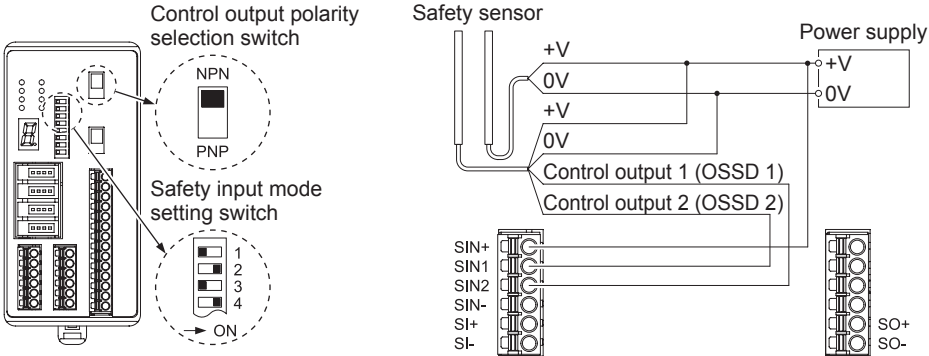 Control output polarity
selection switch
NPN
PNP
Safety input mode
setting switch
1
2
3
4
→ ON
Safety sensor
Power supply
+V
0V
+V
0V
+V
0V
Control output 1 (OSSD 1)
Control output 2 (OSSD 2)
SIN+
SIN1
SIN2
SIN-
SI+
SI-
SO+
SO-